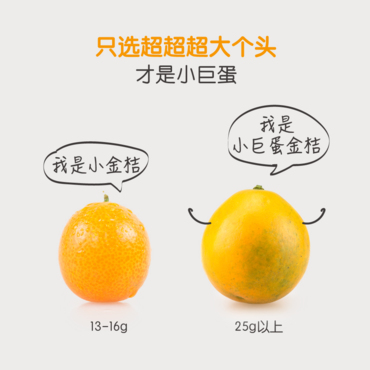 只选超超超大个头
才是小巨蛋
我是小金桔
我是
小巨蛋金桔
13-16g
25g以上